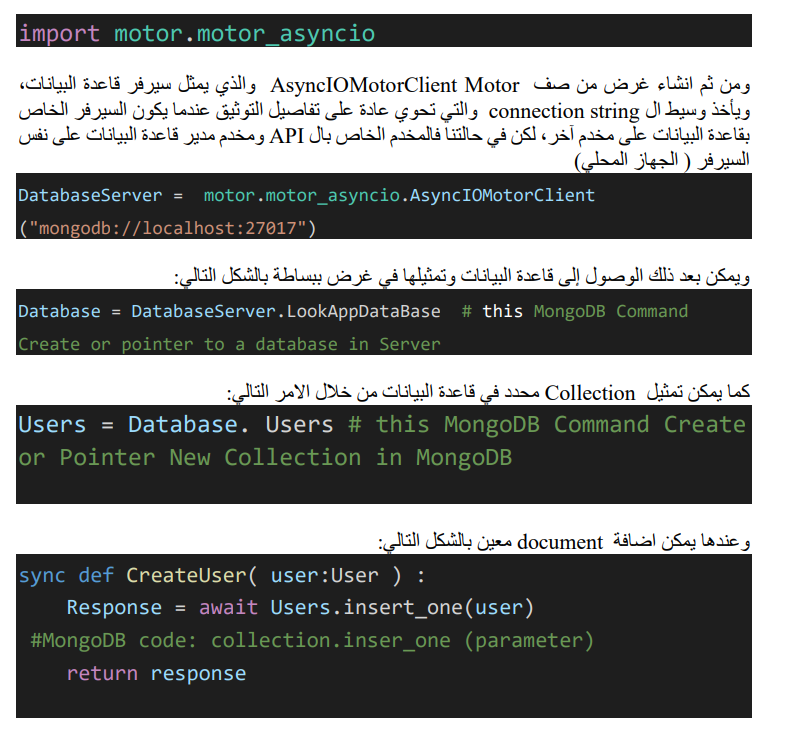 import motor.motor_asyncio
ومن ثم انشاء غرض من صف AsyncIOMotorClient Motor والذي يمثل سيرفر قاعدة البيانات،
ويأخذ وسيط ال connection string والتي تحوي عادة على تفاصيل التوثيق عندما يكون السيرفر الخاص
بقاعدة البيانات على مخدم آخر، لكن في حالتنا فالمخدم الخاص بال API ومخدم مدير قاعدة البيانات على نفس
السيرفر ( الجهاز المحلي)
DatabaseServer = motor.motor_asyncio.AsyncIOMotorClient
("mongodb://localhost:27017")
ويمكن بعد ذلك الوصول إلى قاعدة البيانات وتمثيلها في غرض ببساطة بالشكل التالي:
Database = DatabaseServer.LookAppDataBase # this MongoDB Command
Create or pointer to a database in Server
كما يمكن تمثيل Collection محدد في قاعدة البيانات من خلال الامر التالي:
Users = Database. Users # this MongoDB Command Create
or Pointer New Collection in MongoDB
وعندها يمكن اضافة document معين بالشكل التالي:
sync def CreateUser( user:User ) :
Response = await Users.insert_one(user)
#MongoDB code: collection.inser_one (parameter)
return response